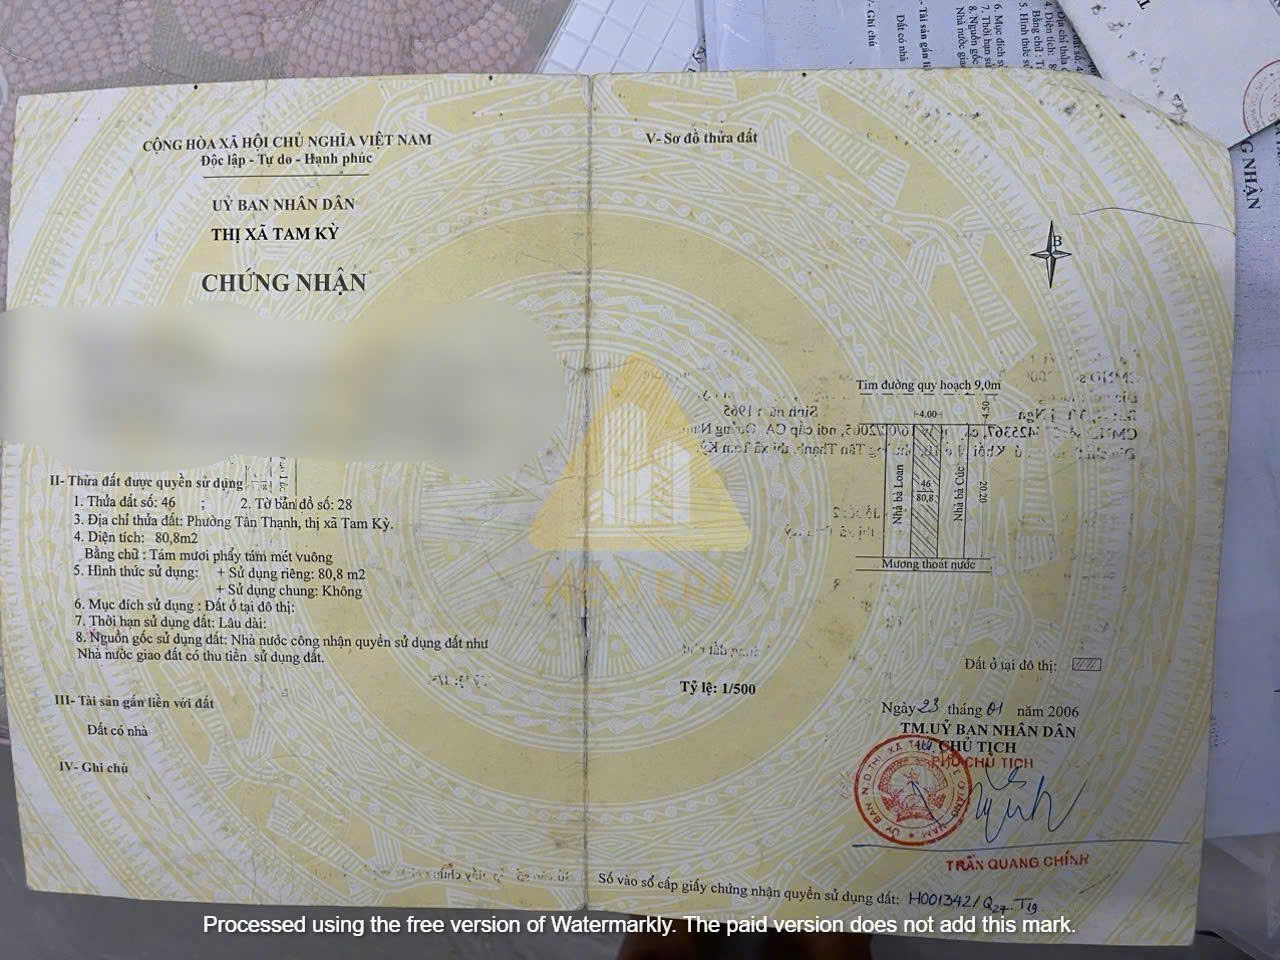 CỘNG HÒA XÃ HỘI CHỦ NGHĨA VIỆT NAM
Độc lập - Tự do - Hạnh phúc
UỶ BAN NHÂN DÂN
THỊ XÃ TAM KỲ
CHỨNG NHẬN
II- Thửa đất được quyền sử dụng
1. Thửa đất số: 46 ; 2. Tờ bản đồ số: 28
3. Địa chỉ thửa đất: Phường Tân Thạnh, thị xã Tam Kỳ.
4. Diện tích: 80,8m2
Bằng chữ : Tám mươi phẩy tám mét vuông
5. Hình thức sử dụng: + Sử dụng riêng: 80,8 m2
+ Sử dụng chung: Không
6. Mục đích sử dụng : Đất ở tại đô thị:
7. Thời hạn sử dụng đất: Lâu dài:
8. Nguồn gốc sử dụng đất: Nhà nước công nhận quyền sử dụng đất như
Nhà nước giao đất có thu tiền sử dụng đất.
III- Tài sản gắn liền với đất
Đất có nhà
IV- Ghi chú
V- Sơ đồ thửa đất
B
Tim đường quy hoạch 9,0m
4.00
4.50
Nhà bà Loan
46
80,8
Nhà bà Cúc
20.20
Mương thoát nước
Đất ở tại đô thị:
Tỷ lệ: 1/500
Ngày 23 tháng 01 năm 2006
TM.UỶ BAN NHÂN DÂN
CHỦ TỊCH
PHÓ CHỦ TỊCH
TRẦN QUANG CHÍNH
Số vào sổ cấp giấy chứng nhận quyền sử dụng đất: H001342/Q27.T19
NEW LIFE
Processed using the free version of Watermarkly. The paid version does not add this mark.